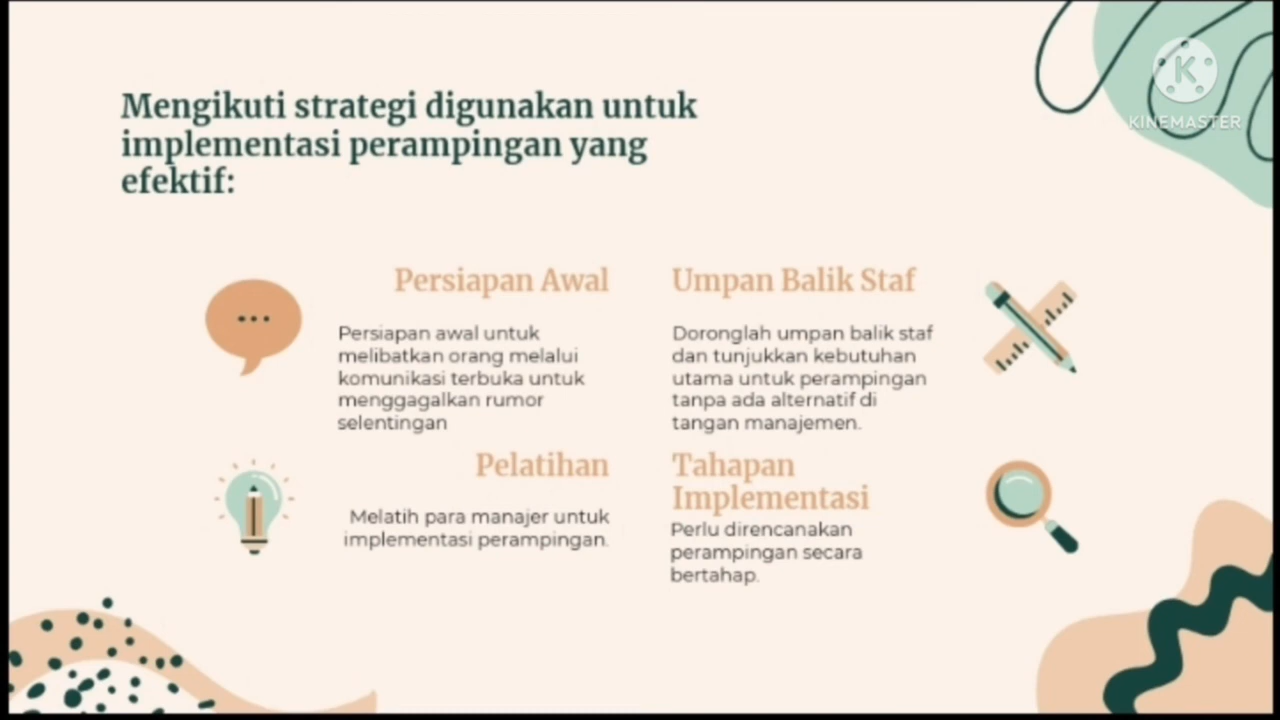 Mengikuti strategi digunakan untuk
implementasi perampingan yang
efektif:
KINEMASTER
Persiapan Awal
Persiapan awal untuk
melibatkan orang melalui
komunikasi terbuka untuk
menggagalkan rumor
selentingan
Umpan Balik Staf
Doronglah umpan balik staf
dan tunjukkan kebutuhan
utama untuk perampingan
tanpa ada alternatif di
tangan manajemen.
Pelatihan
Melatih para manajer untuk
implementasi perampingan.
Tahapan
Implementasi
Perlu direncanakan
perampingan secara
bertahap.